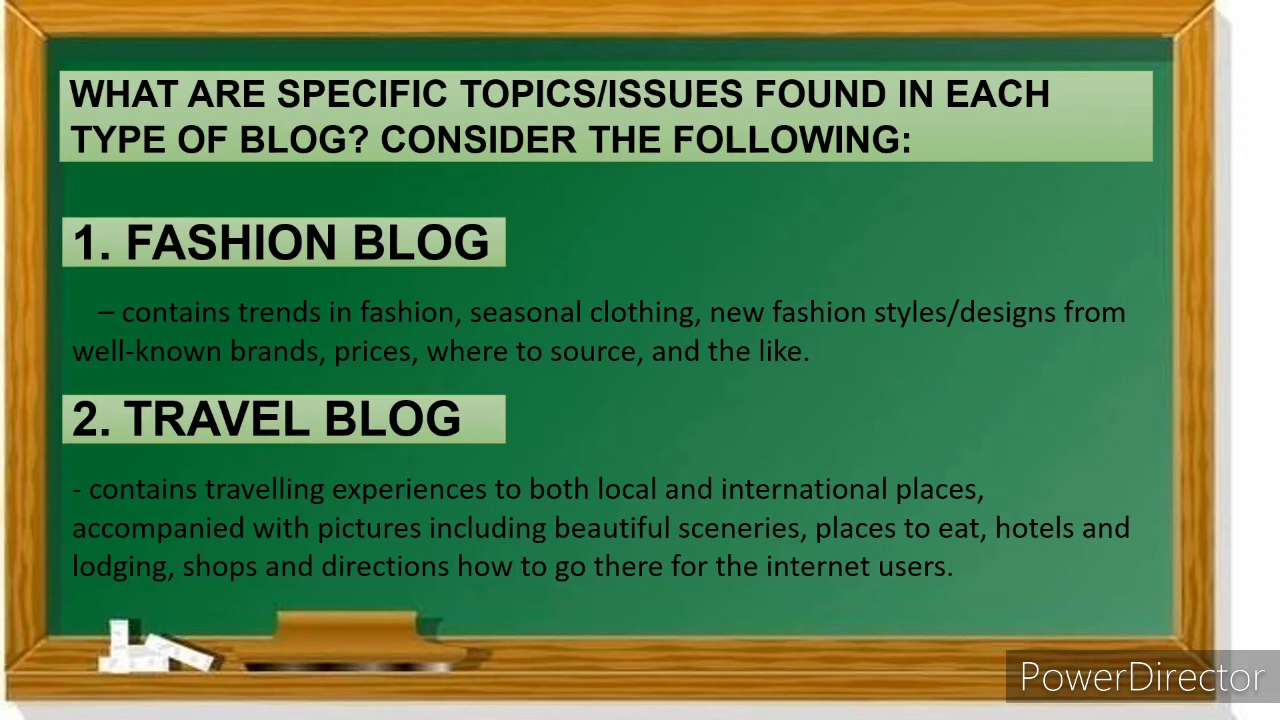 WHAT ARE SPECIFIC TOPICS/ISSUES FOUND IN EACH
TYPE OF BLOG? CONSIDER THE FOLLOWING:
1. FASHION BLOG
– contains trends in fashion, seasonal clothing, new fashion styles/designs from
well-known brands, prices, where to source, and the like.
2. TRAVEL BLOG
- contains travelling experiences to both local and international places,
accompanied with pictures including beautiful sceneries, places to eat, hotels and
lodging, shops and directions how to go there for the internet users.
PowerDirector